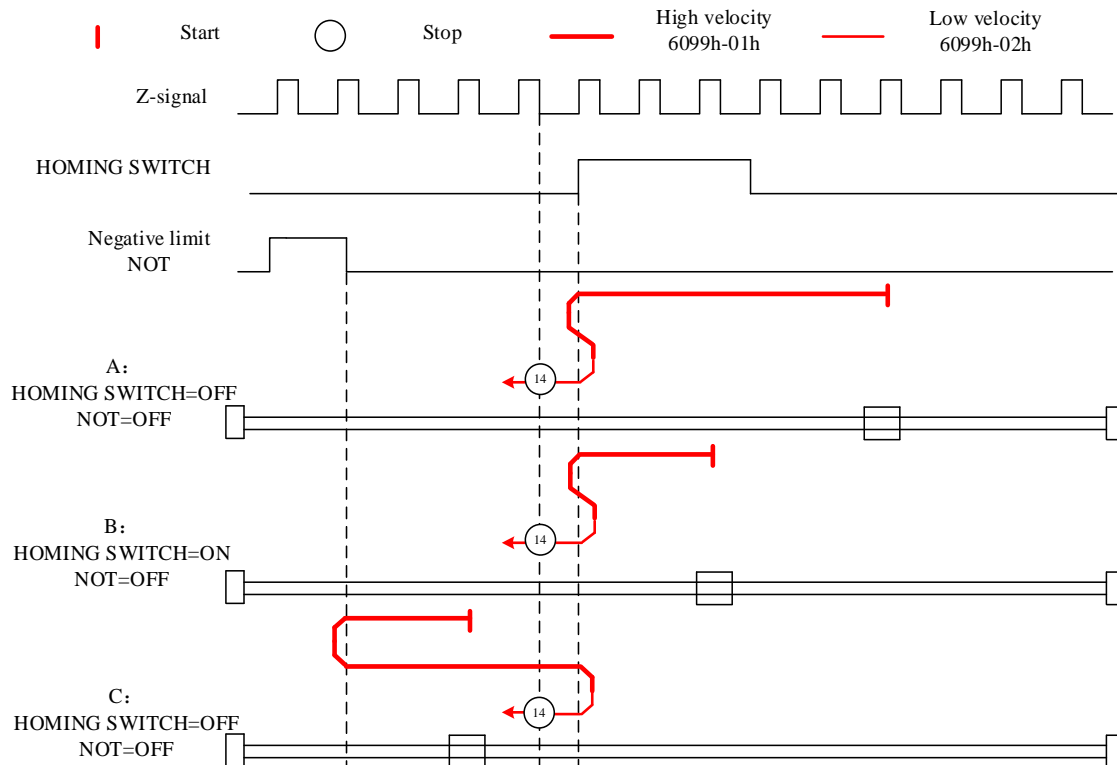 Start
Stop
High velocity
6099h-01h
Low velocity
6099h-02h
Z-signal
HOMING SWITCH
Negative limit
NOT
A：
HOMING SWITCH=OFF
NOT=OFF
14
B：
HOMING SWITCH=ON
NOT=OFF
14
C：
HOMING SWITCH=OFF
NOT=OFF
14